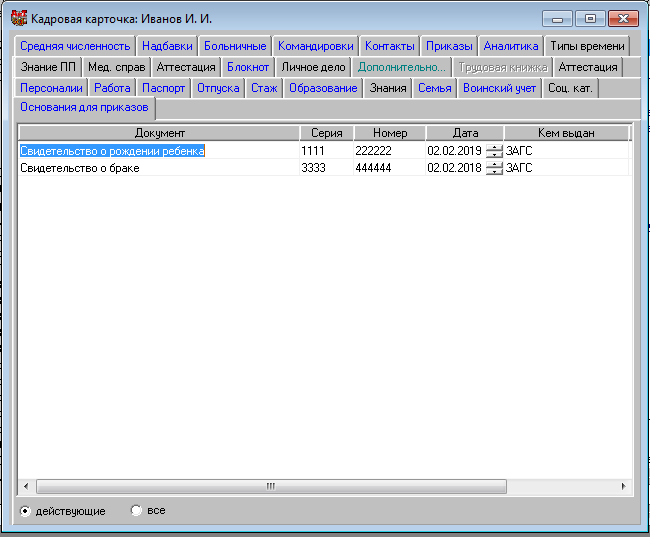 Кадровая карточка: Иванов И. И.
Средняя численность Надбавки Больничные Командировки Контакты Приказы Аналитика Типы времени
Знание ПП Мед. справ Аттестация Блокнот Личное дело Дополнительно... Трудовая книжка Аттестация
Персоналии Работа Паспорт Отпуска Стаж Образование Знания Семья Воинский учет Соц. кат.
Основания для приказов
Документ Серия Номер Дата Кем выдан
Свидетельство о рождении ребенка 1111 222222 02.02.2019 ЗАГС
Свидетельство о браке 3333 444444 02.02.2018 ЗАГС
действующие все